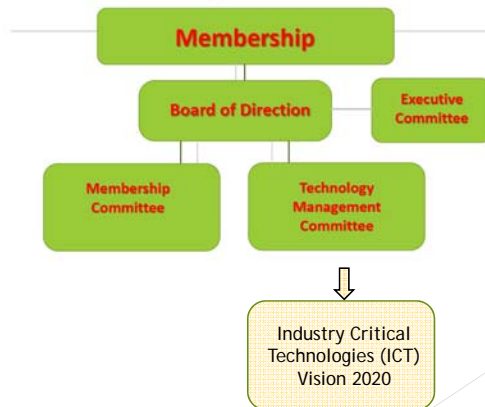 Membership
Board of Direction
Executive
Committee
Membership
Committee
Technology
Management
Committee
Industry Critical
Technologies (ICT)
Vision 2020